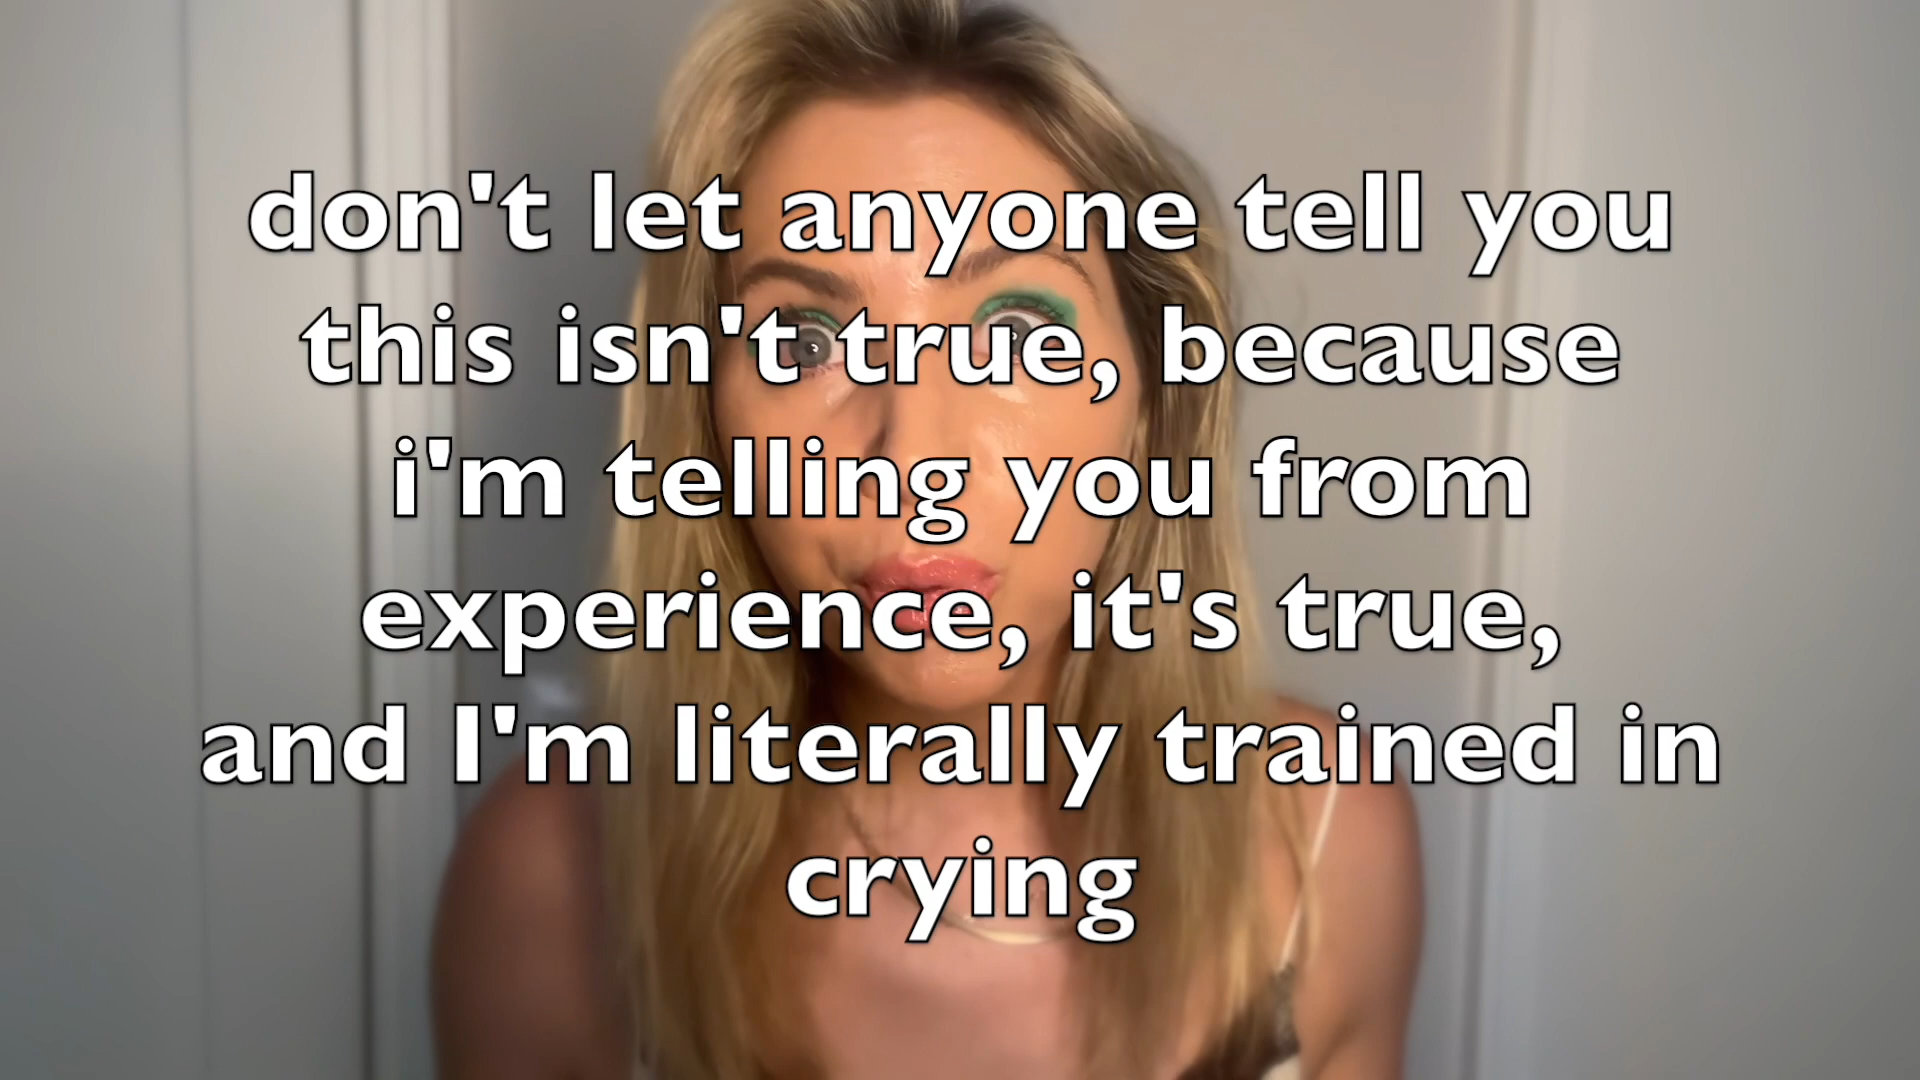 don't let anyone tell you
this isn't true, because
i'm telling you from
experience, it's true,
and I'm literally trained in
crying